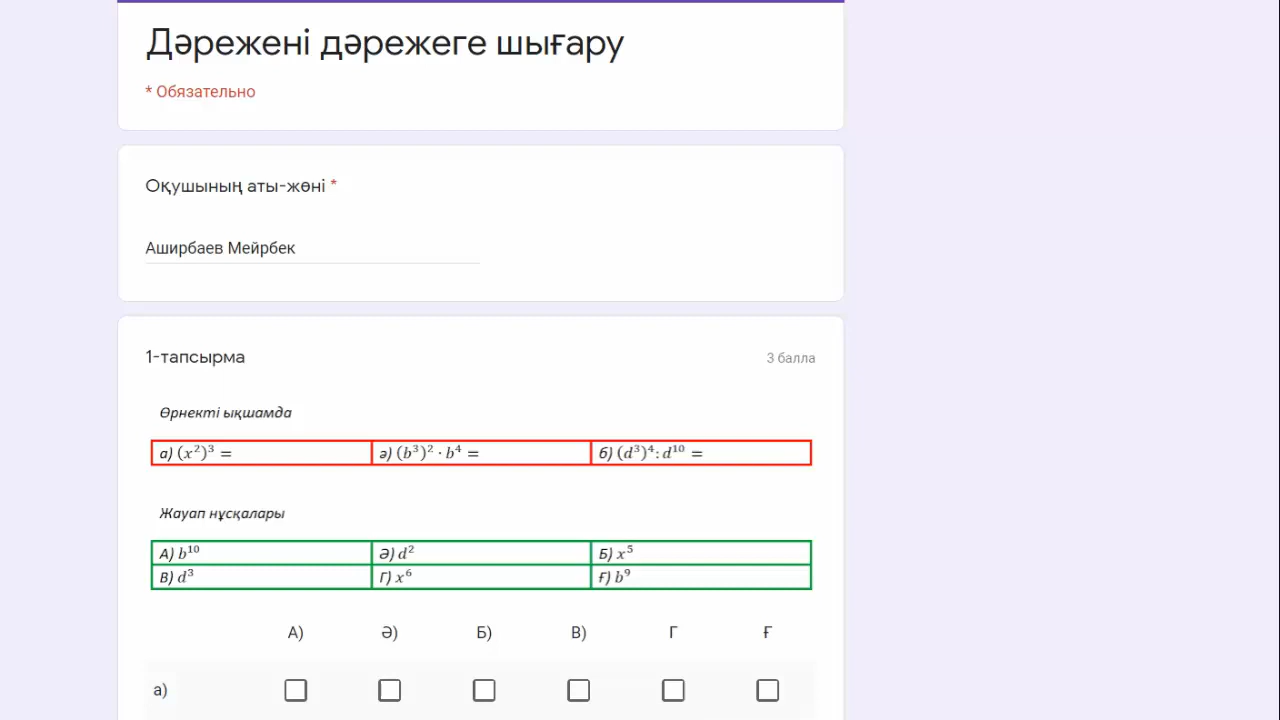 Дәрежені дәрежеге шығару
* Обязательно
Оқушының аты-жөні *
Аширбаев Мейрбек
1-тапсырма 3 балла
Өрнекті ықшамда
а) (x²)³ = ә) (b³)² · b⁴ = б) (d³)⁴: d¹⁰ =
Жауап нұсқалары
А) b¹⁰ Ә) d² Б) x⁵
В) d³ Г) x⁶ Ғ) b⁹
А) Ә) Б) В) Г Ғ
а)